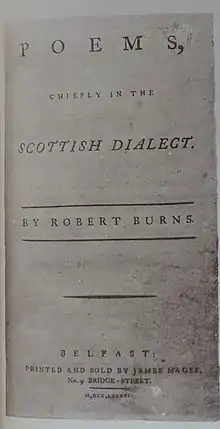 POEMS,
CHIEFLY IN THE
SCOTTISH DIALECT.
BY ROBERT BURNS.
BELFAST:
PRINTED AND SOLD BY JAMES MAGEE,
No. 9 BRIDGE-STREET.